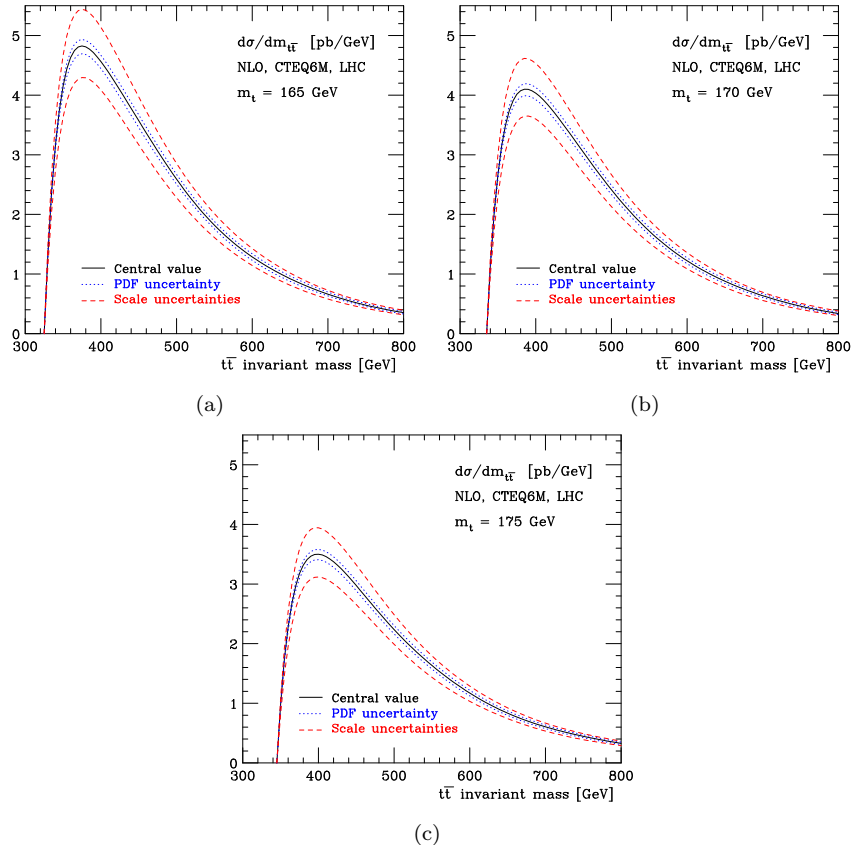 5
4
3
2
1
0
dσ/dm_tt̅ [pb/GeV]
NLO, CTEQ6M, LHC
m_t = 165 GeV
Central value
PDF uncertainty
Scale uncertainties
300 400 500 600 700 800
tt̅ invariant mass [GeV]
(a)
5
4
3
2
1
0
dσ/dm_tt̅ [pb/GeV]
NLO, CTEQ6M, LHC
m_t = 170 GeV
Central value
PDF uncertainty
Scale uncertainties
300 400 500 600 700 800
tt̅ invariant mass [GeV]
(b)
5
4
3
2
1
0
dσ/dm_tt̅ [pb/GeV]
NLO, CTEQ6M, LHC
m_t = 175 GeV
Central value
PDF uncertainty
Scale uncertainties
300 400 500 600 700 800
tt̅ invariant mass [GeV]
(c)